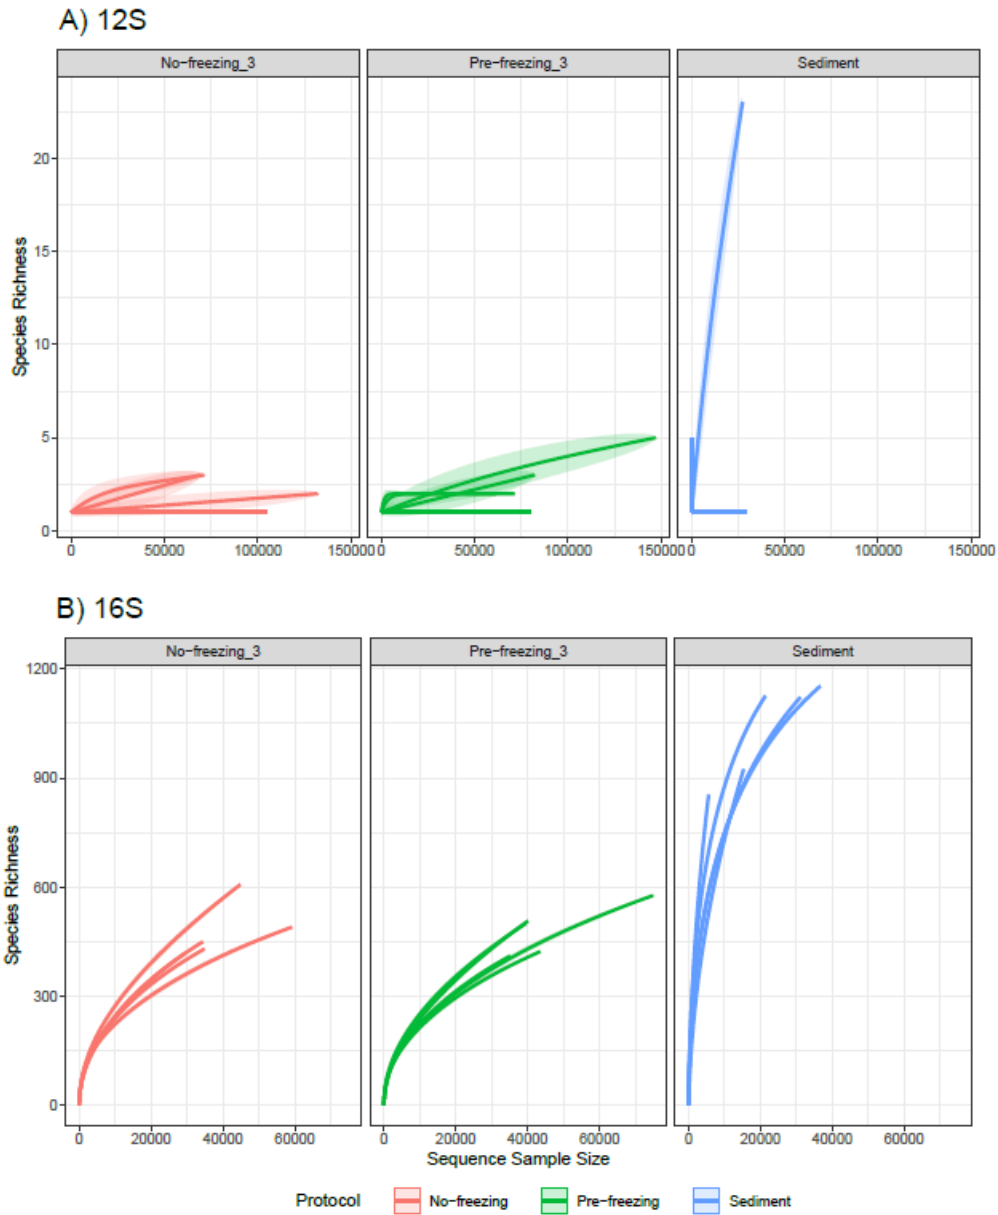 A) 12S
No-freezing_3 Pre-freezing_3 Sediment
Species Richness
20
15
10
5
0
0 50000 100000 150000 0 50000 100000 150000 0 50000 100000 150000
B) 16S
No-freezing_3 Pre-freezing_3 Sediment
Species Richness
1200
900
600
300
0
0 20000 40000 60000 0 20000 40000 60000 0 20000 40000 60000
Sequence Sample Size
Protocol No-freezing Pre-freezing Sediment